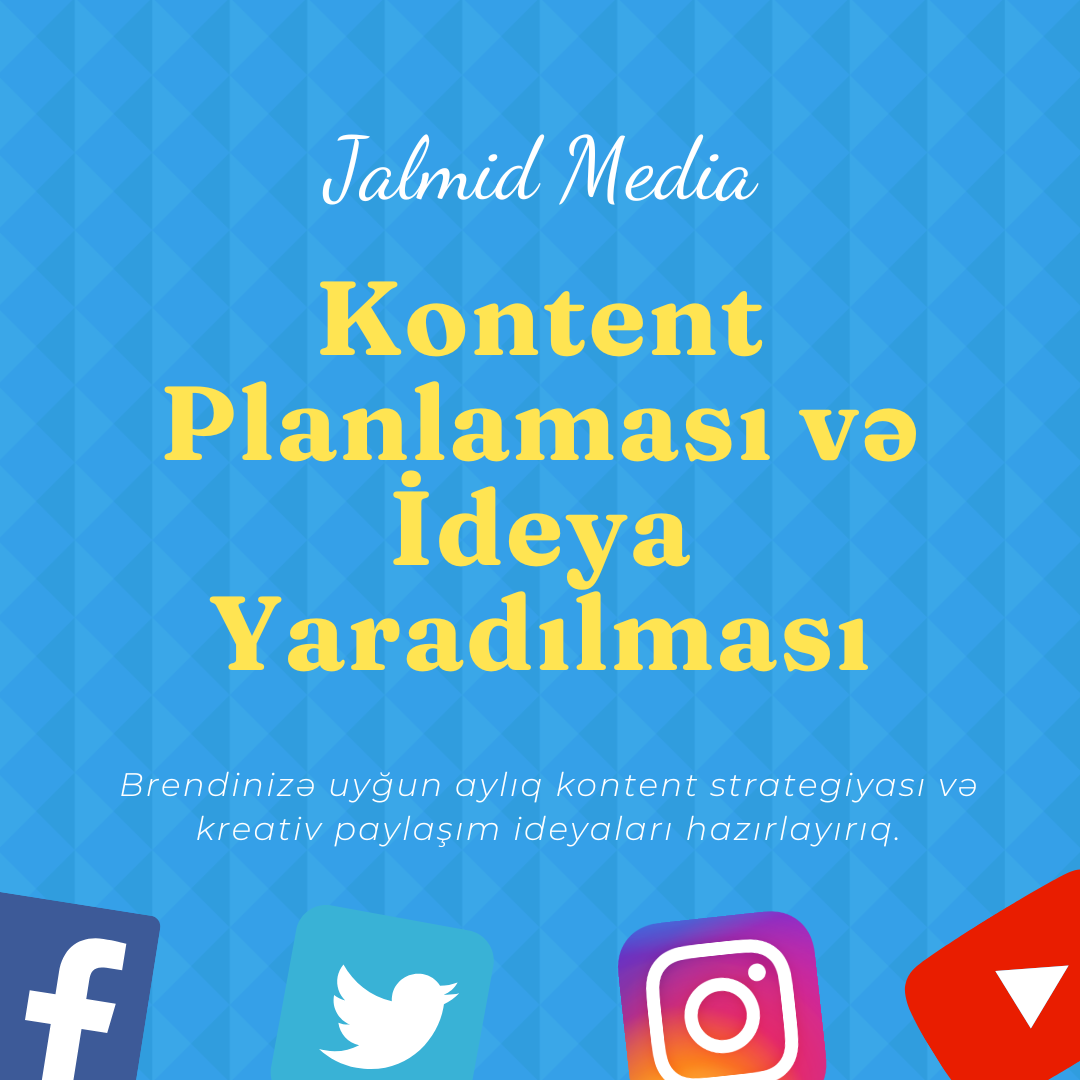 Jalmid Media
Kontent
Planlaması və
İdeya
Yaradılması
Brendinizə uyğun aylıq kontent strategiyası və
kreativ paylaşım ideyaları hazırlayırıq.